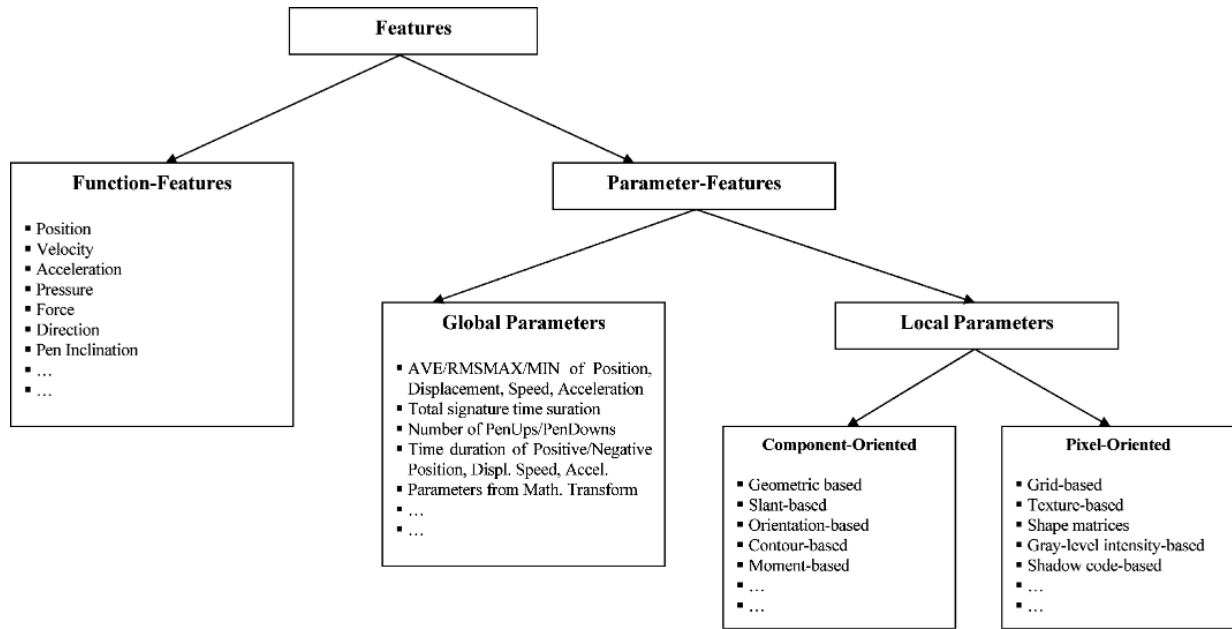 Features
Function-Features
▪ Position
▪ Velocity
▪ Acceleration
▪ Pressure
▪ Force
▪ Direction
▪ Pen Inclination
▪ …
▪ …
Parameter-Features
Global Parameters
▪ AVE/RMSMAX/MIN of Position,
Displacement, Speed, Acceleration
▪ Total signature time suration
▪ Number of PenUps/PenDowns
▪ Time duration of Positive/Negative
Position, Displ. Speed, Accel.
▪ Parameters from Math. Transform
▪ …
▪ …
Local Parameters
Component-Oriented
▪ Geometric based
▪ Slant-based
▪ Orientation-based
▪ Contour-based
▪ Moment-based
▪ …
▪ …
Pixel-Oriented
▪ Grid-based
▪ Texture-based
▪ Shape matrices
▪ Gray-level intensity-based
▪ Shadow code-based
▪ …
▪ …